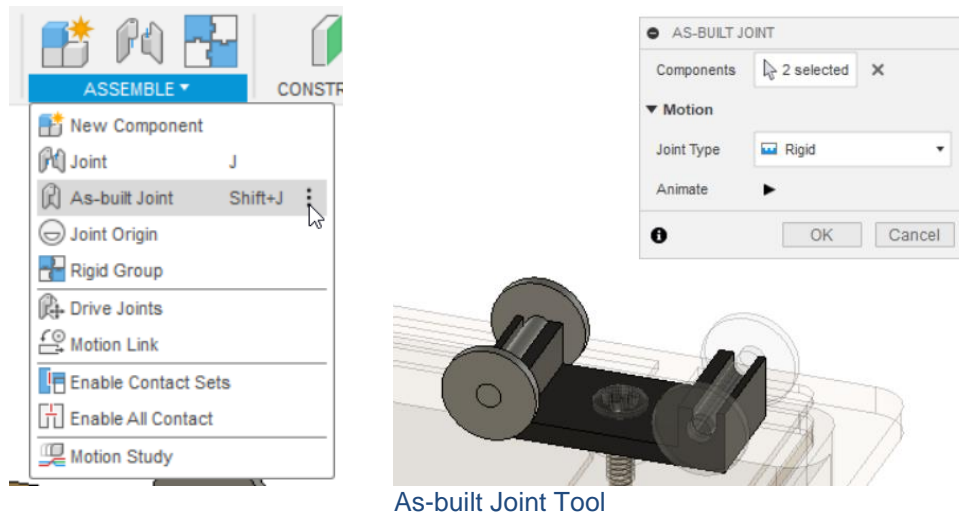 ASSEMBLE
CONSTR
New Component
Joint J
As-built Joint Shift+J
Joint Origin
Rigid Group
Drive Joints
Motion Link
Enable Contact Sets
Enable All Contact
Motion Study
AS-BUILT JOINT
Components 2 selected
Motion
Joint Type Rigid
Animate
OK Cancel
As-built Joint Tool